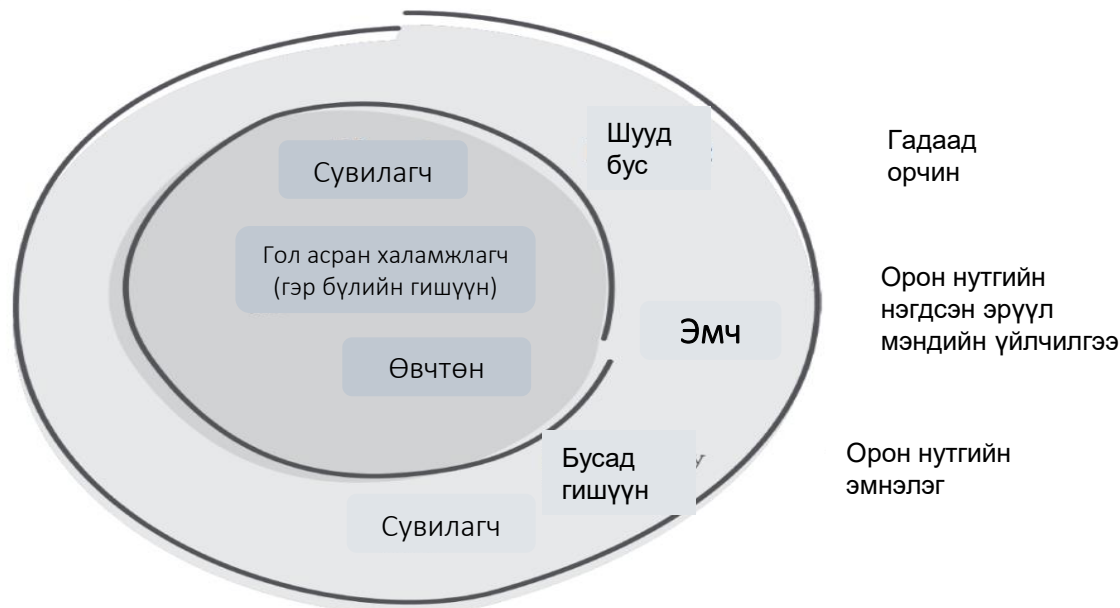 Шууд
бус
Гадаад
орчин
Сувилагч
Гол асран халамжлагч
(гэр бүлийн гишүүн)
Орон нутгийн
нэгдсэн эрүүл
мэндийн үйлчилгээ
Эмч
Өвчтөн
Бусад
гишүүн
Орон нутгийн
эмнэлэг
Сувилагч